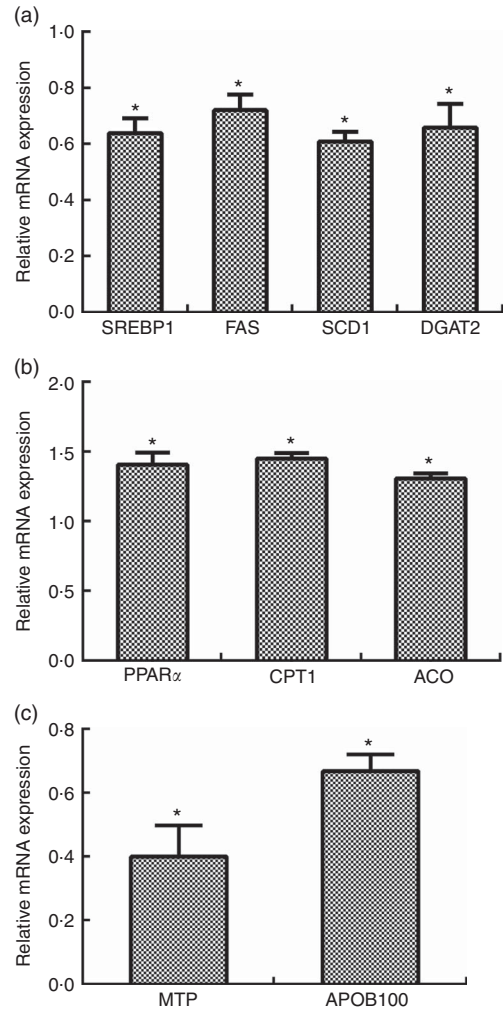 (a)
Relative mRNA expression
1·0
0·8
0·6
0·4
0·2
0·0
*
*
*
*
SREBP1 FAS SCD1 DGAT2
(b)
Relative mRNA expression
2·0
1·5
1·0
0·5
0·0
*
*
*
PPARα CPT1 ACO
(c)
Relative mRNA expression
0·8
0·6
0·4
0·2
0·0
*
*
MTP APOB100